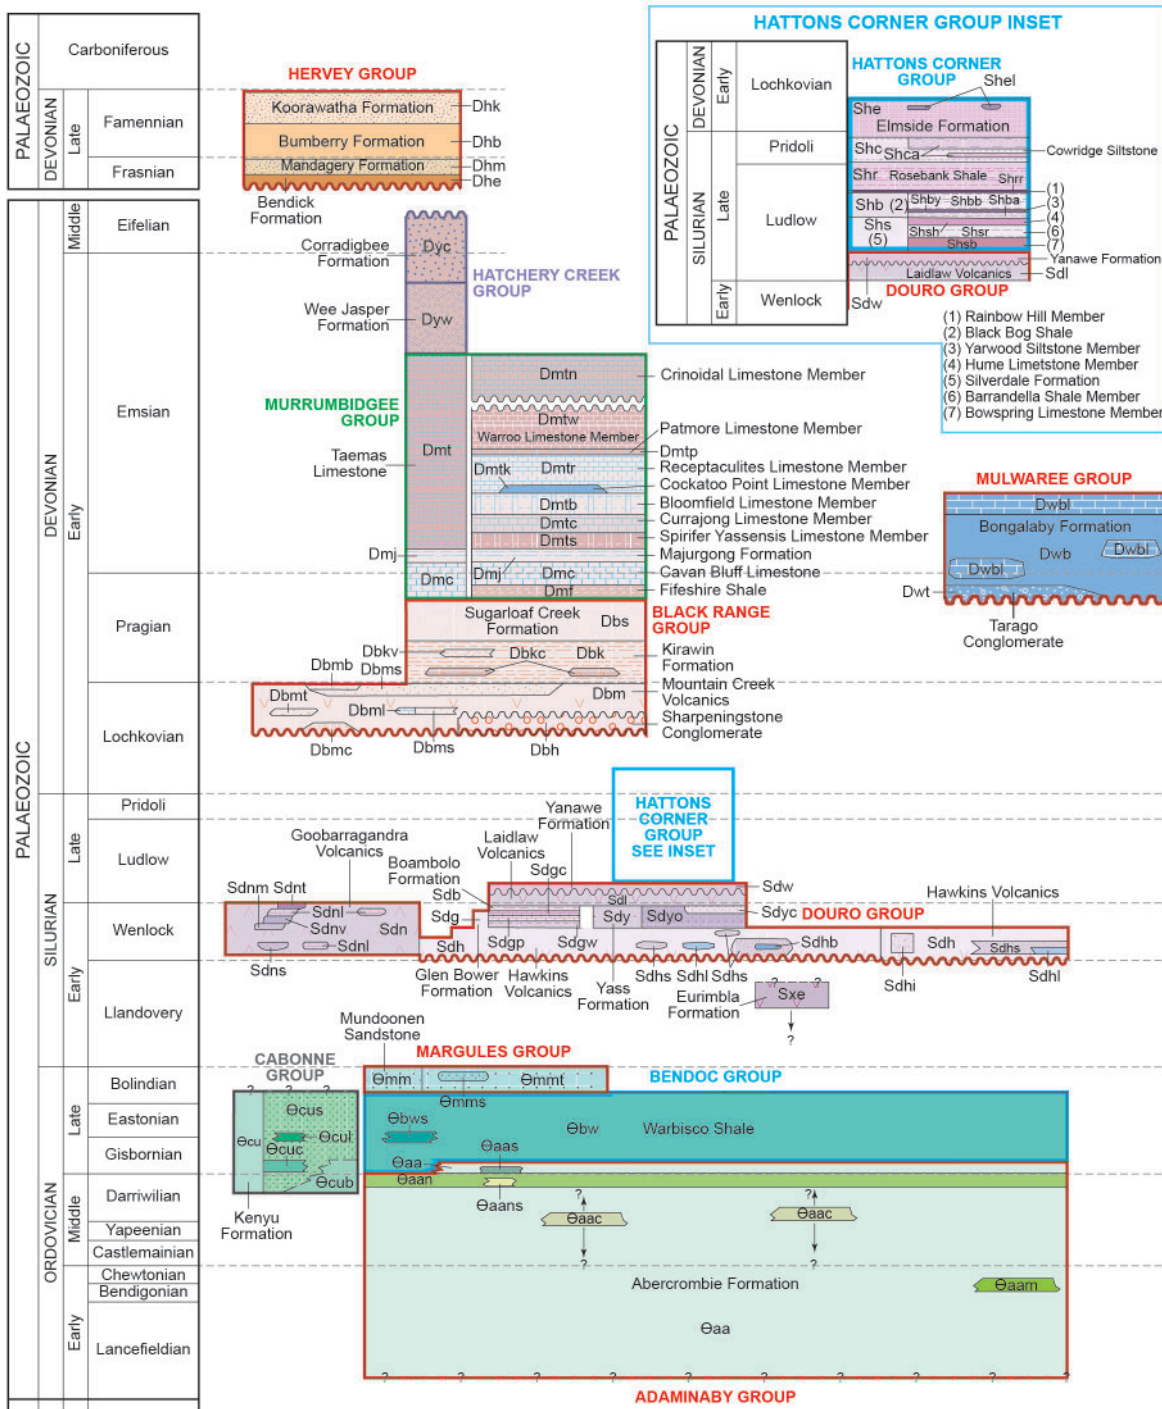 PALAEOZOIC
DEVONIAN
Late
Carboniferous
Famennian
Frasnian
HERVEY GROUP
Koorawatha Formation
Dhk
Bumberry Formation
Dhb
Mandagery Formation
Dhm
Dhe
Bendick
Formation
HATTONS CORNER GROUP INSET
PALAEOZOIC
DEVONIAN
Early
SILURIAN
Late
Early
Lochkovian
Pridoli
Ludlow
Wenlock
HATTONS CORNER
GROUP
Shel
She
Elmside Formation
Shc
Shca
Cowridge Siltstone
Shr
Rosebank Shale
Shrr
(1)
Shb (2)
Shby
Shbb
Shba
(3)
Shs
(5)
(4)
Shsh
Shsr
(6)
Shsb
(7)
Yanawe Formation
Laidlaw Volcanics
Sdl
Sdw
DOURO GROUP
(1) Rainbow Hill Member
(2) Black Bog Shale
(3) Yarwood Siltstone Member
(4) Hume Limetstone Member
(5) Silverdale Formation
(6) Barrandella Shale Member
(7) Bowspring Limestone Member
PALAEOZOIC
DEVONIAN
Middle
Early
Eifelian
Emsian
Pragian
Lochkovian
Corradigbee
Formation
Dyc
HATCHERY CREEK
GROUP
Wee Jasper
Formation
Dyw
MURRUMBIDGEE
GROUP
Taemas
Limestone
Dmt
Dmtn
Crinoidal Limestone Member
Dmtw
Warroo Limestone Member
Patmore Limestone Member
Dmtp
Dmtk
Dmtr
Receptaculites Limestone Member
Cockatoo Point Limestone Member
Dmtb
Bloomfield Limestone Member
Dmtc
Currajong Limestone Member
Dmts
Spirifer Yassensis Limestone Member
Dmj
Dmj
Majurgong Formation
Dmc
Dmc
Cavan Bluff Limestone
Dmf
Fifeshire Shale
MULWAREE GROUP
Dwbl
Bongalaby Formation
Dwb
Dwbl
Dwbl
Dwt
Tarago
Conglomerate
Sugarloaf Creek
Formation
Dbs
BLACK RANGE
GROUP
Dbkv
Dbkc
Dbk
Kirawin
Formation
Dbmb
Dbms
Dbmt
Dbm
Mountain Creek
Volcanics
Dbml
Sharpeningstone
Conglomerate
Dbmc
Dbms
Dbh
SILURIAN
Late
Early
Pridoli
Ludlow
Wenlock
Llandovery
HATTONS
CORNER
GROUP
SEE INSET
Yanawe
Formation
Goobarragandra
Volcanics
Laidlaw
Volcanics
Boambolo
Formation
Sdgc
Sdb
Sdw
Sdl
Hawkins Volcanics
Sdnm
Sdnt
Sdnl
Sdn
Sdnv
Sdnl
Sdns
Sdg
Sdy
Sdyo
Sdyc
DOURO GROUP
Sdh
Sdgp
Sdgw
Sdhb
Sdh
Sdhs
Glen Bower
Formation
Hawkins
Volcanics
Yass
Formation
Sdhs
Sdhl
Sdhs
Sdhi
Sdhl
Eurimbla
Formation
?
?
Sxe
?
Mundoonen
Sandstone
ORDOVICIAN
Late
Middle
Early
Bolindian
Eastonian
Gisbornian
Darriwilian
Yapeenian
Castlemainian
Chewtonian
Bendigonian
Lancefieldian
CABONNE
GROUP
?
?
?
?
Ɵcu
Ɵcus
Ɵcul
Ɵcuc
Ɵcub
Kenyu
Formation
MARGULES GROUP
Ɵmm
Ɵmmt
Ɵmms
BENDOC GROUP
Ɵbws
Ɵbw
Warbisco Shale
Ɵaa
Ɵaas
Ɵaan
Ɵaans
?
Ɵaac
?
?
Ɵaac
?
Abercrombie Formation
Ɵaam
Ɵaa
?
?
?
?
?
?
?
?
?
ADAMINABY GROUP